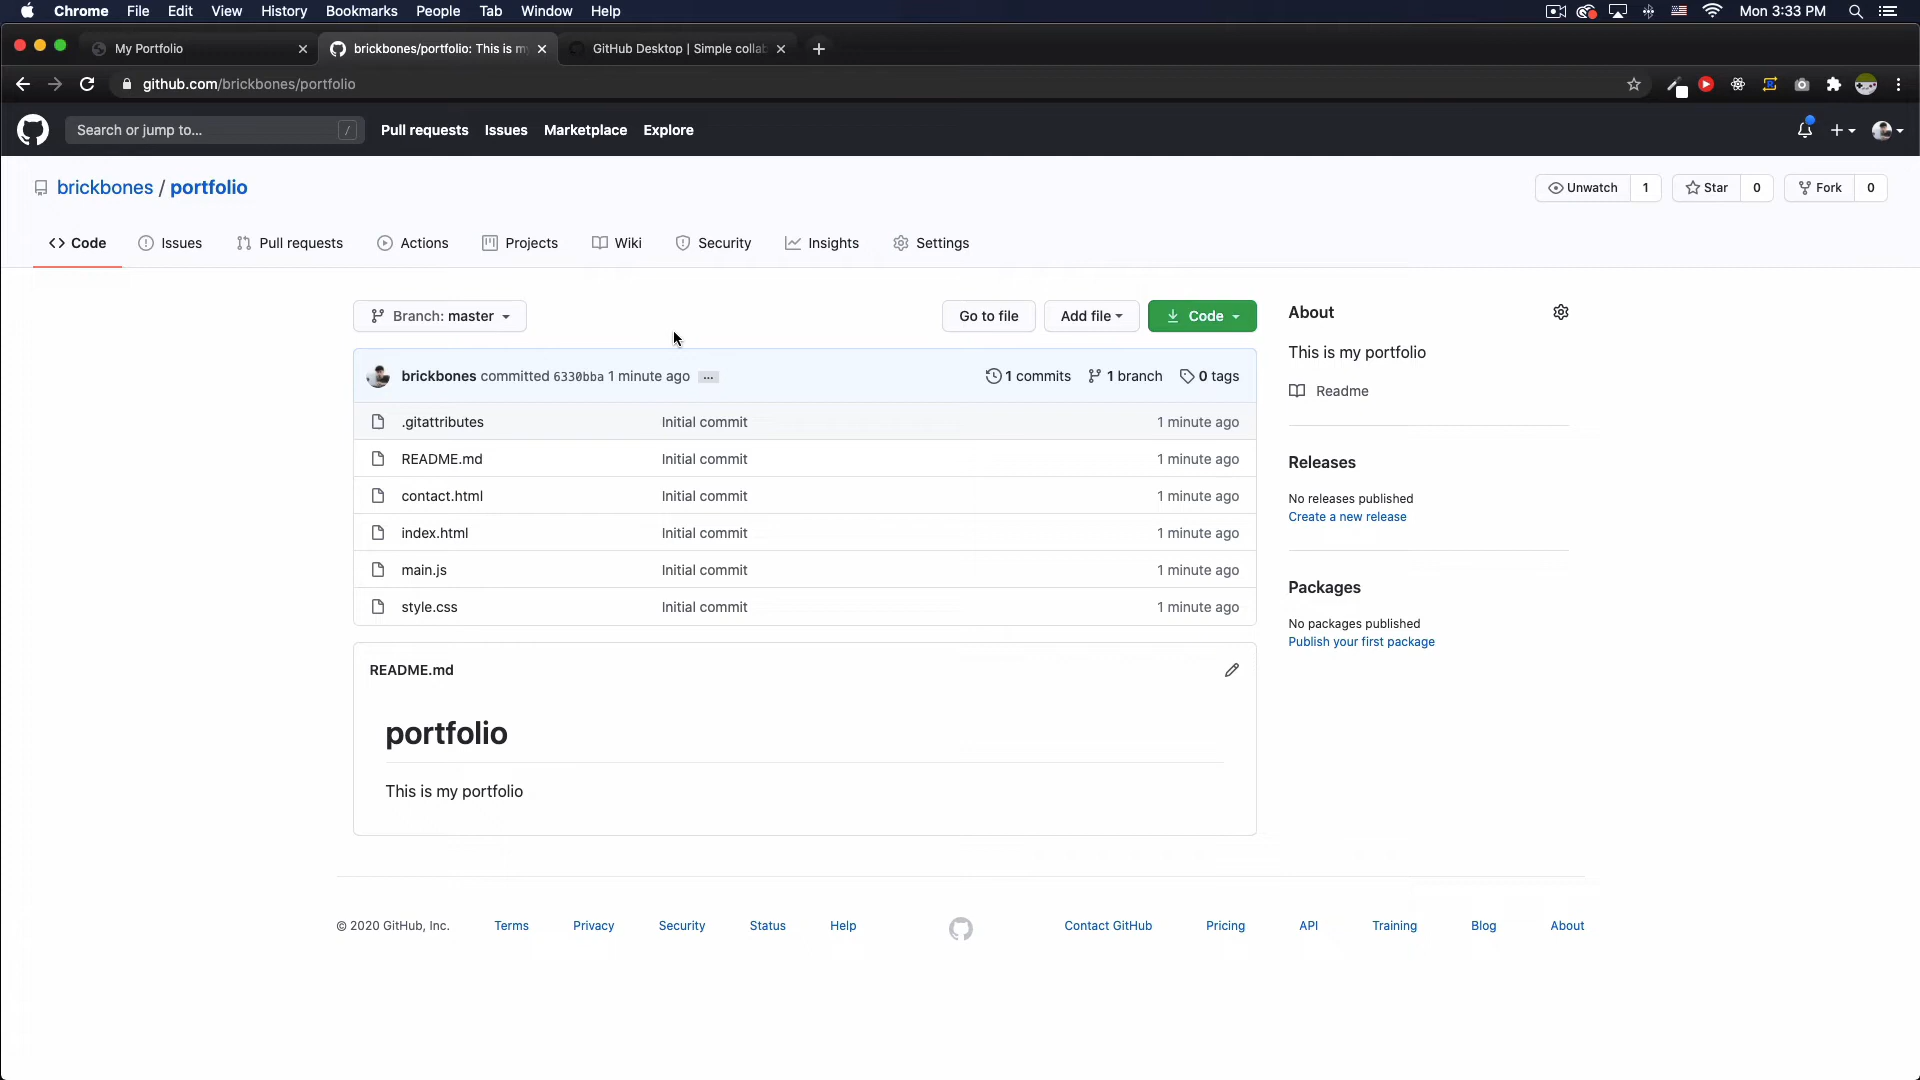 Chrome File Edit View History Bookmarks People Tab Window Help Mon 3:33 PM
My Portfolio brickbones/portfolio: This is my GitHub Desktop | Simple collab
github.com/brickbones/portfolio
Search or jump to... / Pull requests Issues Marketplace Explore
brickbones / portfolio Unwatch 1 Star 0 Fork 0
Code Issues Pull requests Actions Projects Wiki Security Insights Settings
Branch: master Go to file Add file Code
brickbones committed 6330bba 1 minute ago ... 1 commits 1 branch 0 tags
.gitattributes Initial commit 1 minute ago
README.md Initial commit 1 minute ago
contact.html Initial commit 1 minute ago
index.html Initial commit 1 minute ago
main.js Initial commit 1 minute ago
style.css Initial commit 1 minute ago
README.md
portfolio
This is my portfolio
About
This is my portfolio
Readme
Releases
No releases published
Create a new release
Packages
No packages published
Publish your first package
© 2020 GitHub, Inc. Terms Privacy Security Status Help Contact GitHub Pricing API Training Blog About